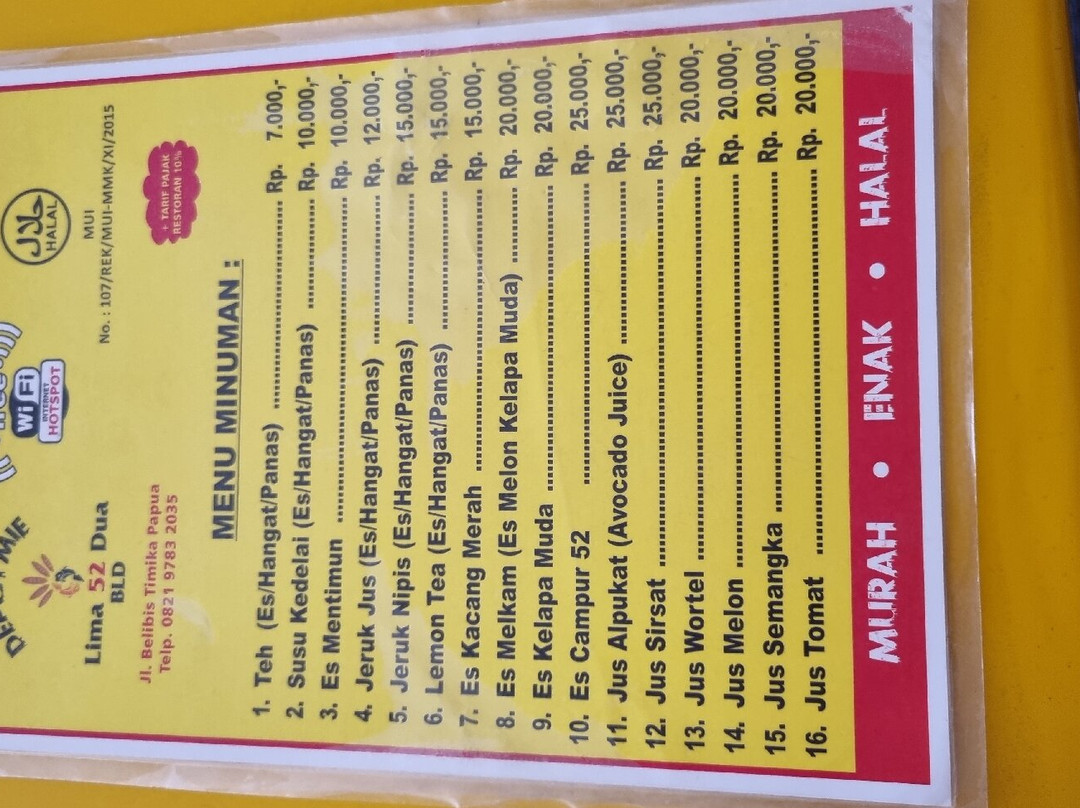 MIE
Lima 52 Dua
BLD
Wi Fi
INTERNET
HOTSPOT
حلال
HALAL
MUI
No. : 107/REK/MUI-MMK/XI/2015
Jl. Belibis Timika Papua
Telp. 0821 9783 2035
+ TARIF PAJAK
RESTORAN 10 %
MENU MINUMAN :
1. Teh (Es/Hangat/Panas) ........ Rp. 7.000,-
2. Susu Kedelai (Es/Hangat/Panas) ........ Rp. 10.000,-
3. Es Mentimun ........ Rp. 10.000,-
4. Jeruk Jus (Es/Hangat/Panas) ........ Rp. 12.000,-
5. Jeruk Nipis (Es/Hangat/Panas) ........ Rp. 15.000,-
6. Lemon Tea (Es/Hangat/Panas) ........ Rp. 15.000,-
7. Es Kacang Merah ........ Rp. 15.000,-
8. Es Melkam (Es Melon Kelapa Muda) ........ Rp. 20.000,-
9. Es Kelapa Muda ........ Rp. 20.000,-
10. Es Campur 52 ........ Rp. 25.000,-
11. Jus Alpukat (Avocado Juice) ........ Rp. 25.000,-
12. Jus Sirsat ........ Rp. 25.000,-
13. Jus Wortel ........ Rp. 20.000,-
14. Jus Melon ........ Rp. 20.000,-
15. Jus Semangka ........ Rp. 20.000,-
16. Jus Tomat ........ Rp. 20.000,-
MURAH • ENAK • HALAL